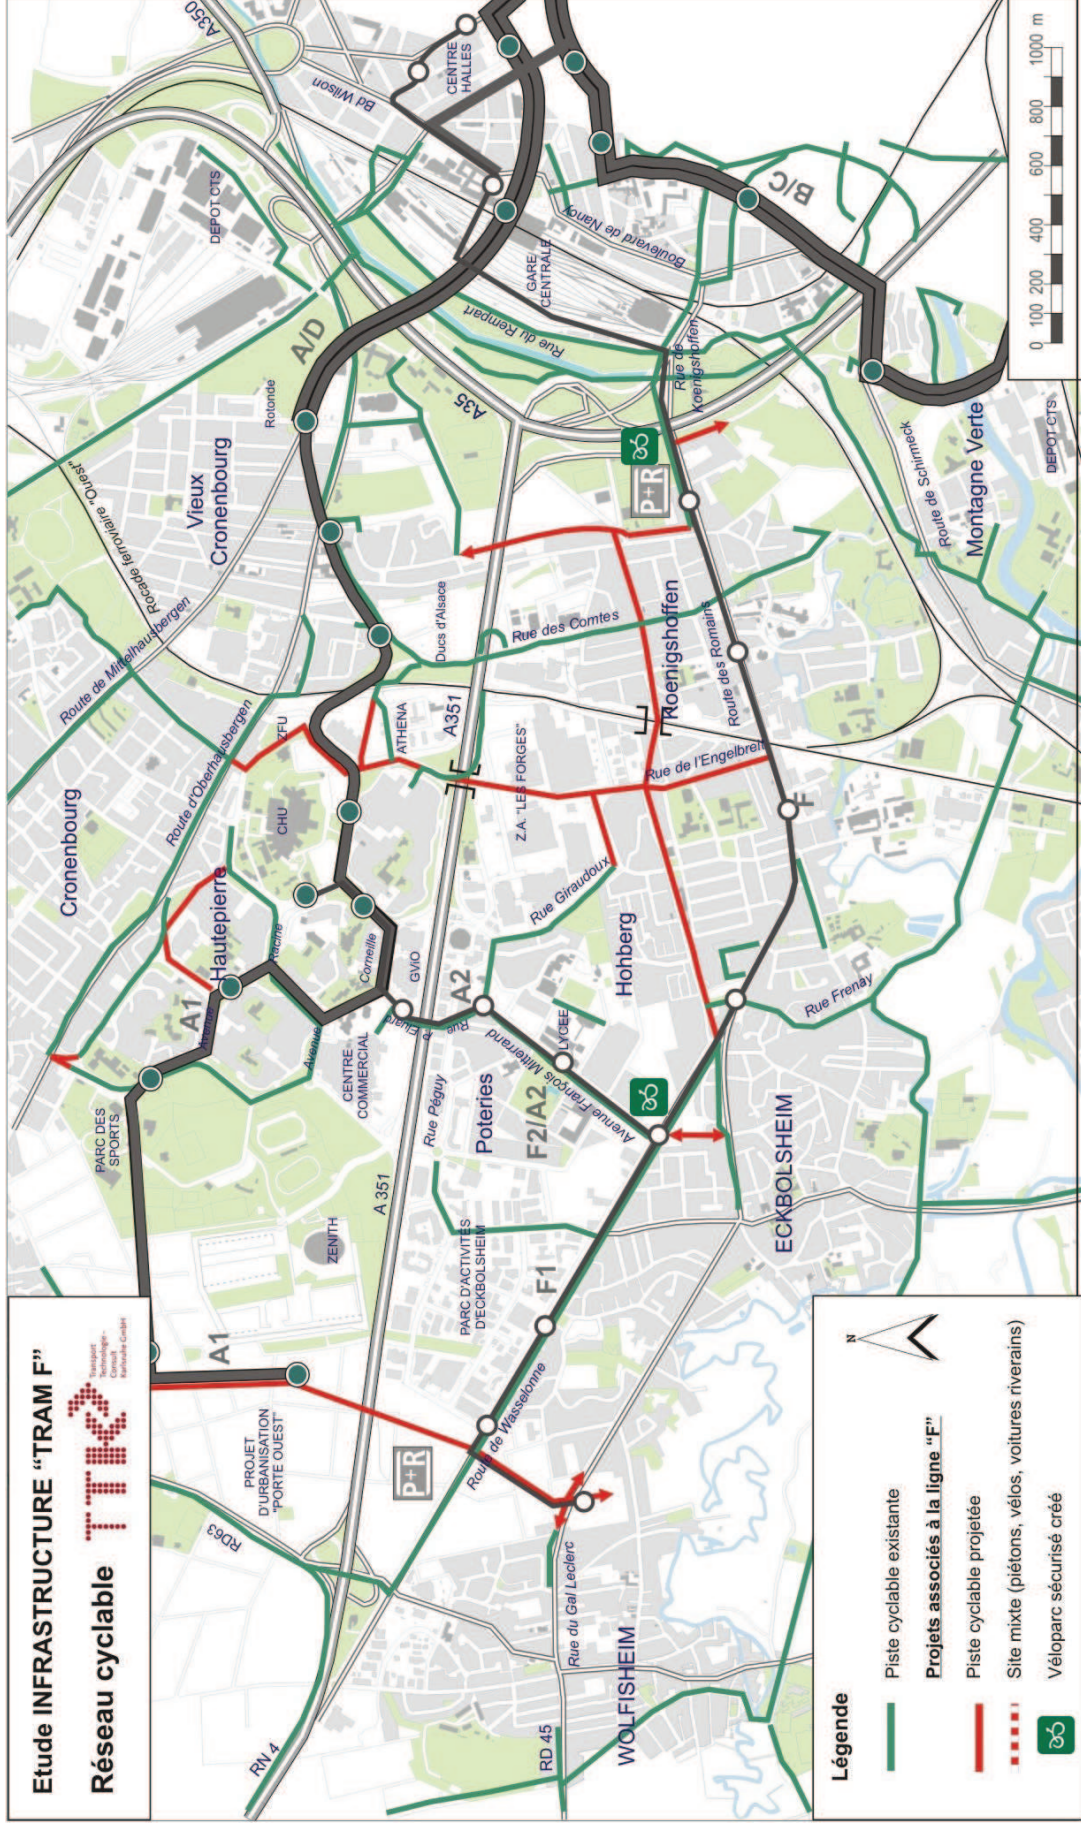 Etude INFRASTRUCTURE “TRAM F”
Réseau cyclable
TTK
Transport
Technologie-
Consult
Karlsruhe GmbH
RN 4
RD63
PROJET
D'URBANISATION
"PORTE OUEST"
A1
P+R
ZENITH
PARC DES
SPORTS
A1
Avenue
Hautepierre
Racine
Avenue
Corneille
CENTRE
COMMERCIAL
GVIO
Cronenbourg
Route d'Oberhausbergen
Route de Mittelhausbergen
Rocade ferroviaire "Ouest"
CHU
ZFU
ATHENA
Ducs d'Alsace
Vieux
Cronenbourg
Rotonde
A/D
DEPOT CTS
A350
Bd Wilson
CENTRE
HALLES
A 351
A351
A35
Rue du Rempart
GARE
CENTRALE
Boulevard de Nancy
B/C
Rue de
Koenigshoffen
P+R
Rue Péguy
Poteries
Rue
Eluard
A2
F2/A2
Avenue François Mitterrand
LYCEE
Rue Giraudoux
Z.A. "LES FORGES"
Rue des Comtes
Hohberg
Koenigshoffen
Route des Romains
Rue de l'Engelbreit
F
Rue Frenay
PARC D'ACTIVITÉS
D'ECKBOLSHEIM
F1
Route de Wasselonne
ECKBOLSHEIM
Rue du Gal Leclerc
RD 45
WOLFISHEIM
Route de Schirmeck
Montagne Verte
DEPOT CTS
0 100 200 400 600 800 1000 m
N
Légende
Piste cyclable existante
Projets associés à la ligne “F”
Piste cyclable projetée
Site mixte (piétons, vélos, voitures riverains)
Véloparc sécurisé créé